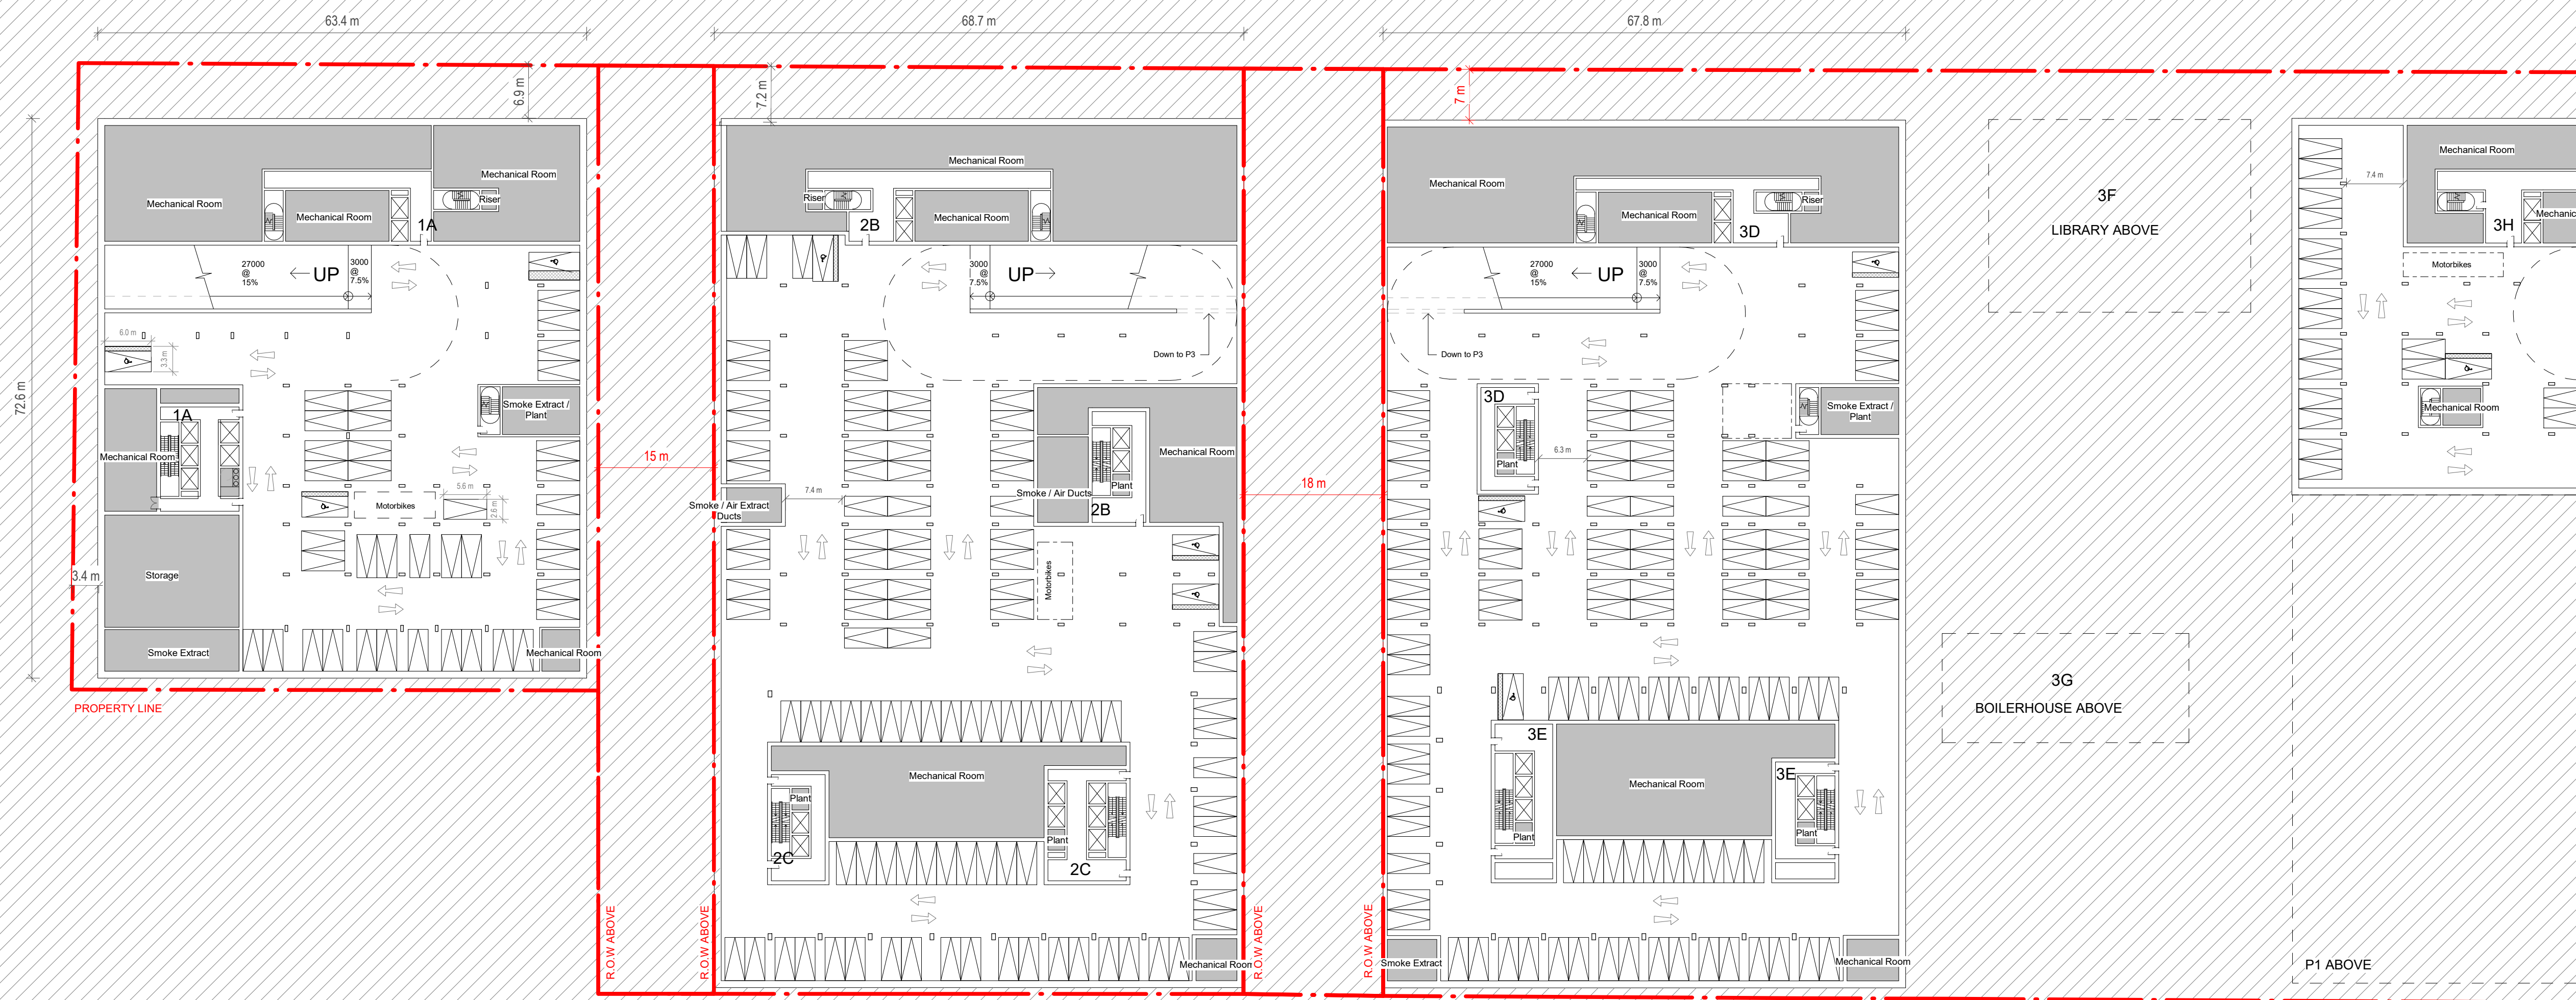 63.4 m
68.7 m
67.8 m
6.9 m
7.2 m
7 m
72.6 m
Mechanical Room
Mechanical Room
Mechanical Room
Riser
1A
27000
@
15%
UP
3000
@
7.5%
6.0 m
3.3 m
1A
Mechanical Room
Smoke Extract /
Plant
Motorbikes
5.6 m
2.6 m
Storage
3.4 m
Smoke Extract
Mechanical Room
PROPERTY LINE
15 m
R.O.W ABOVE
R.O.W ABOVE
Mechanical Room
Riser
2B
Mechanical Room
3000
@
7.5%
UP
Down to P3
Mechanical Room
Smoke / Air Extract
Ducts
7.4 m
Smoke / Air Ducts
Plant
2B
Motorbikes
Mechanical Room
Plant
Plant
2C
2C
Mechanical Room
18 m
R.O.W ABOVE
R.O.W ABOVE
Mechanical Room
Mechanical Room
Riser
3D
27000
@
15%
UP
3000
@
7.5%
Down to P3
3D
Plant
6.3 m
Smoke Extract /
Plant
3E
Mechanical Room
3E
Plant
Plant
Smoke Extract
Mechanical Room
3F
LIBRARY ABOVE
3G
BOILERHOUSE ABOVE
Mechanical Room
7.4 m
3H
Mechanic
Motorbikes
Mechanical Room
P1 ABOVE